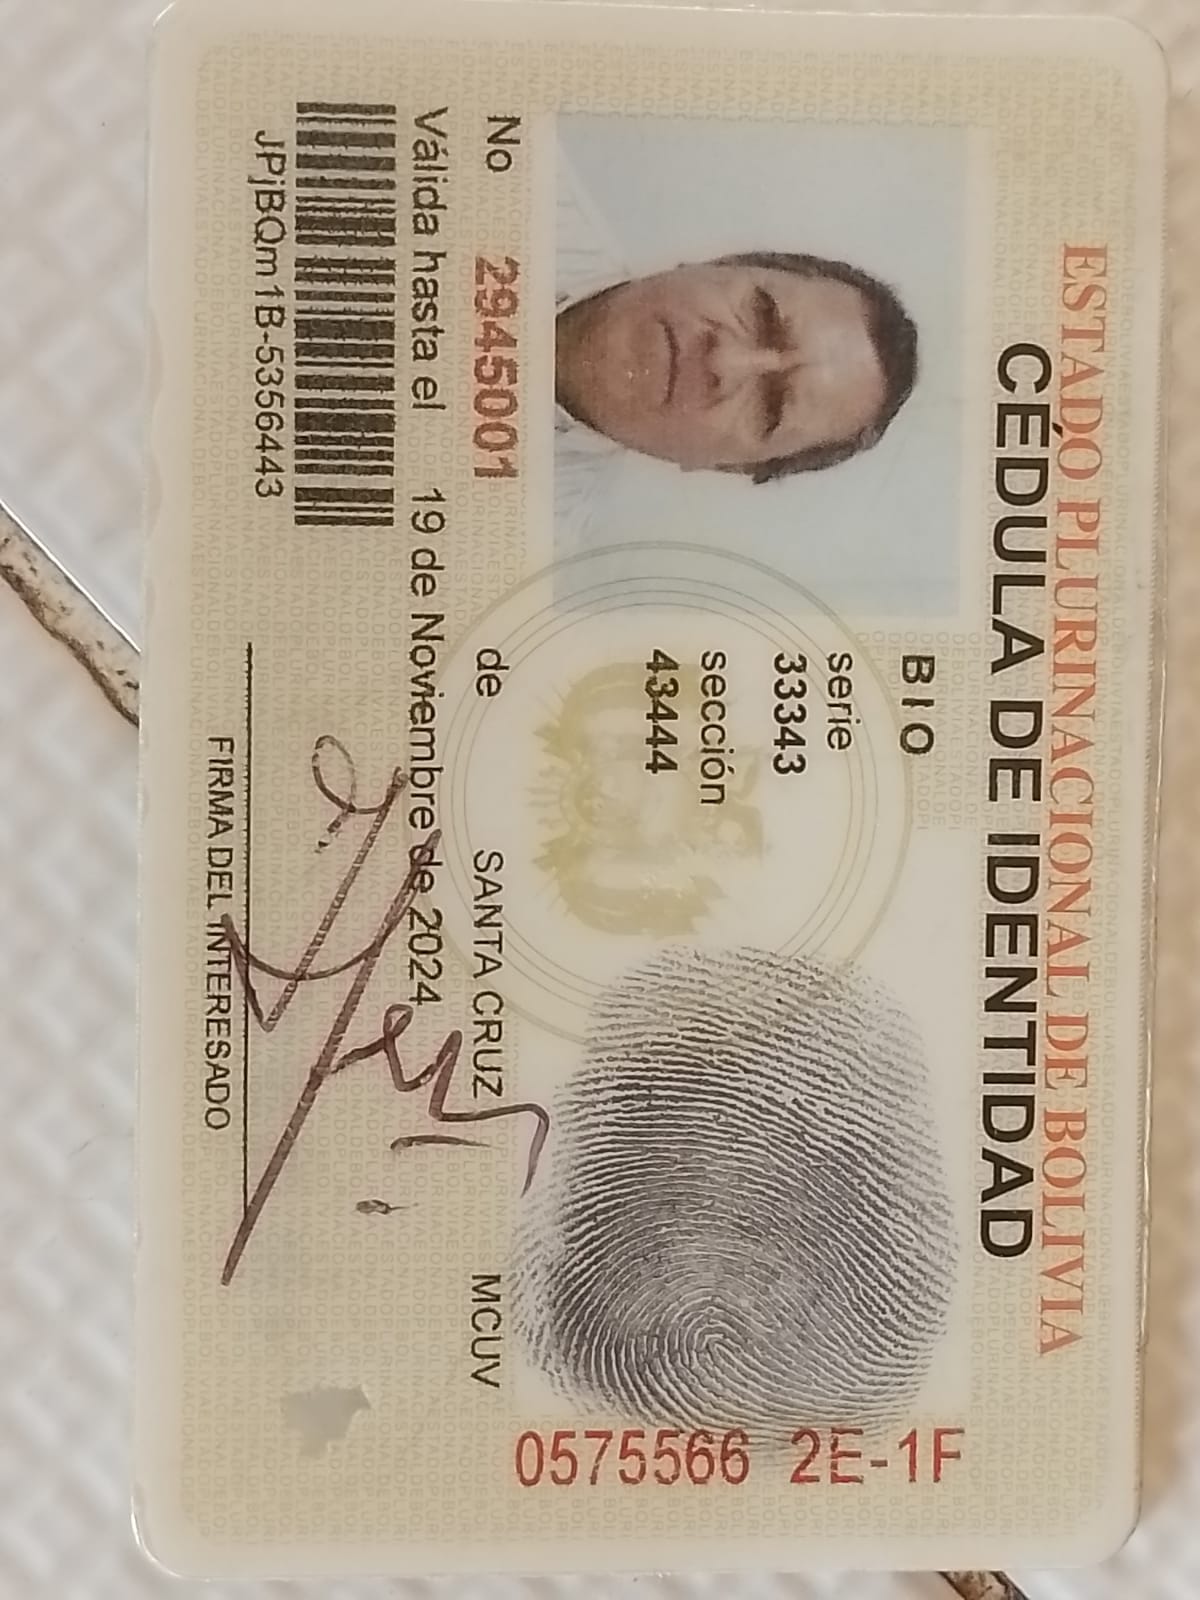 ESTADO PLURINACIONAL DE BOLIVIA
CÉDULA DE IDENTIDAD
BIO
serie
33343
sección
43444
No 2945001 de SANTA CRUZ MCUV
Válida hasta el 19 de Noviembre de 2024
JPjBQm1B-5356443
FIRMA DEL INTERESADO
0575566 2E-1F